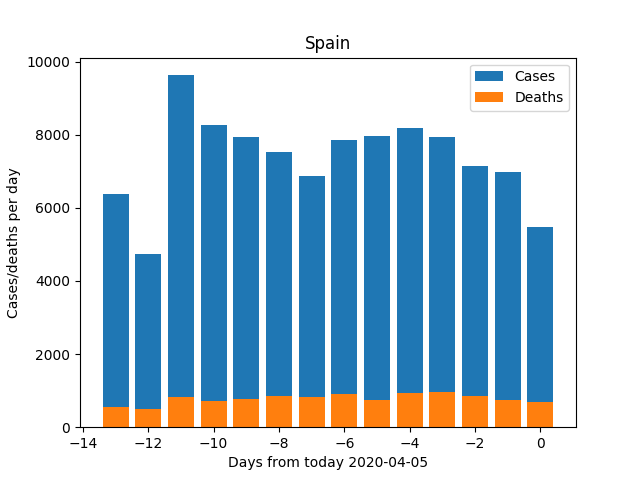 Spain
Cases
Deaths
Cases/deaths per day
10000
8000
6000
4000
2000
0
−14 −12 −10 −8 −6 −4 −2 0
Days from today 2020-04-05